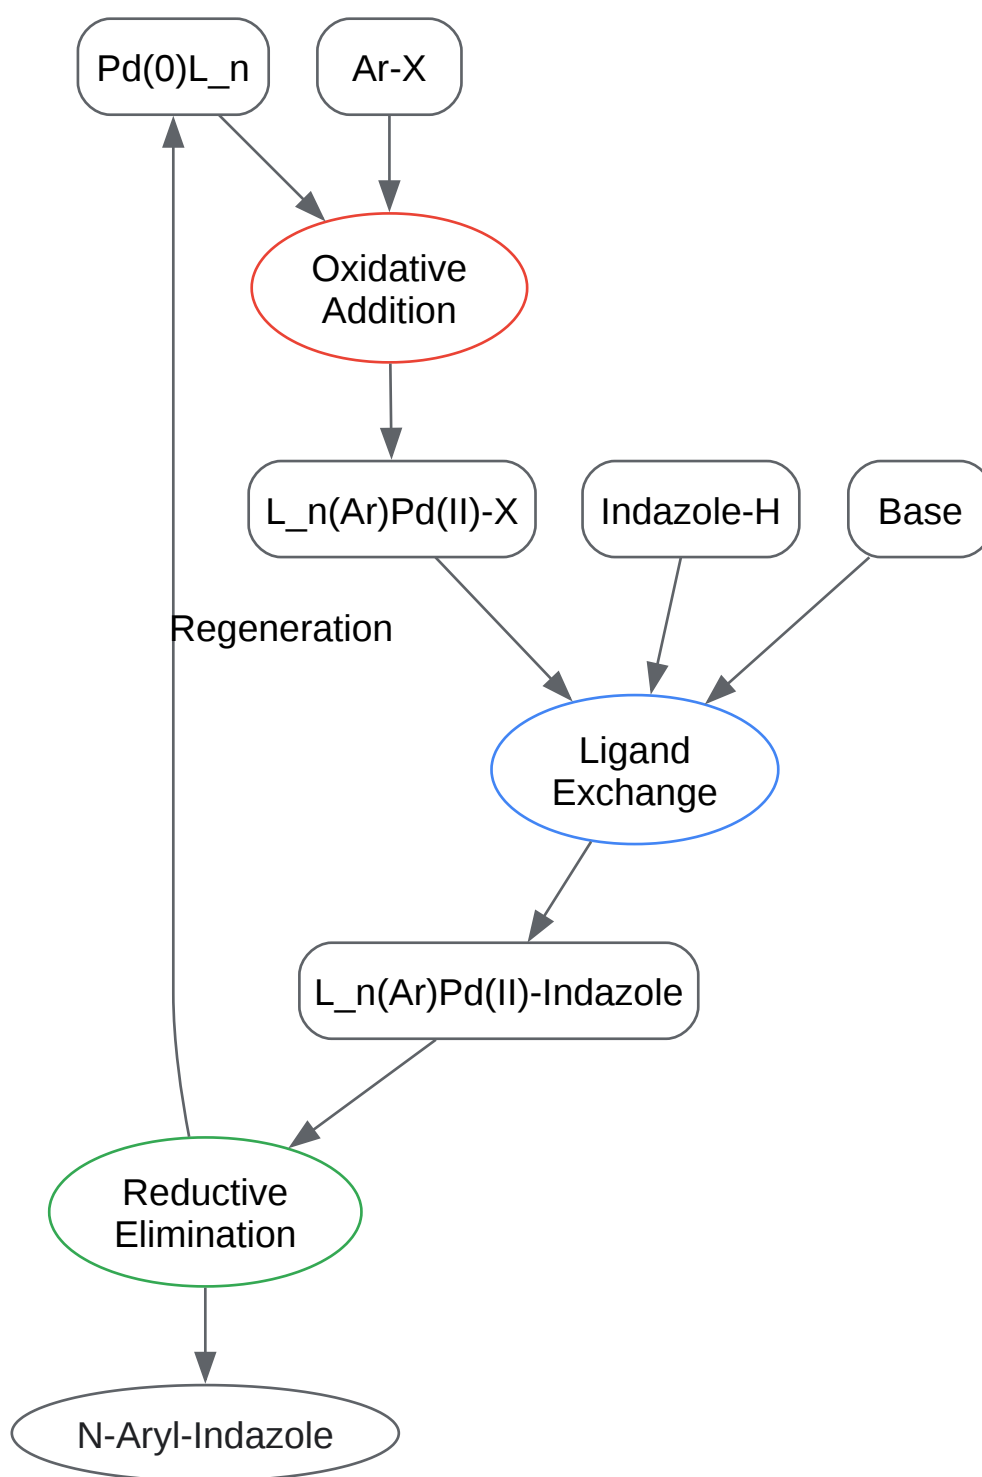 Pd(0)L_n
Ar-X
Oxidative
Addition
L_n(Ar)Pd(II)-X
Indazole-H
Base
Regeneration
Ligand
Exchange
L_n(Ar)Pd(II)-Indazole
Reductive
Elimination
N-Aryl-Indazole